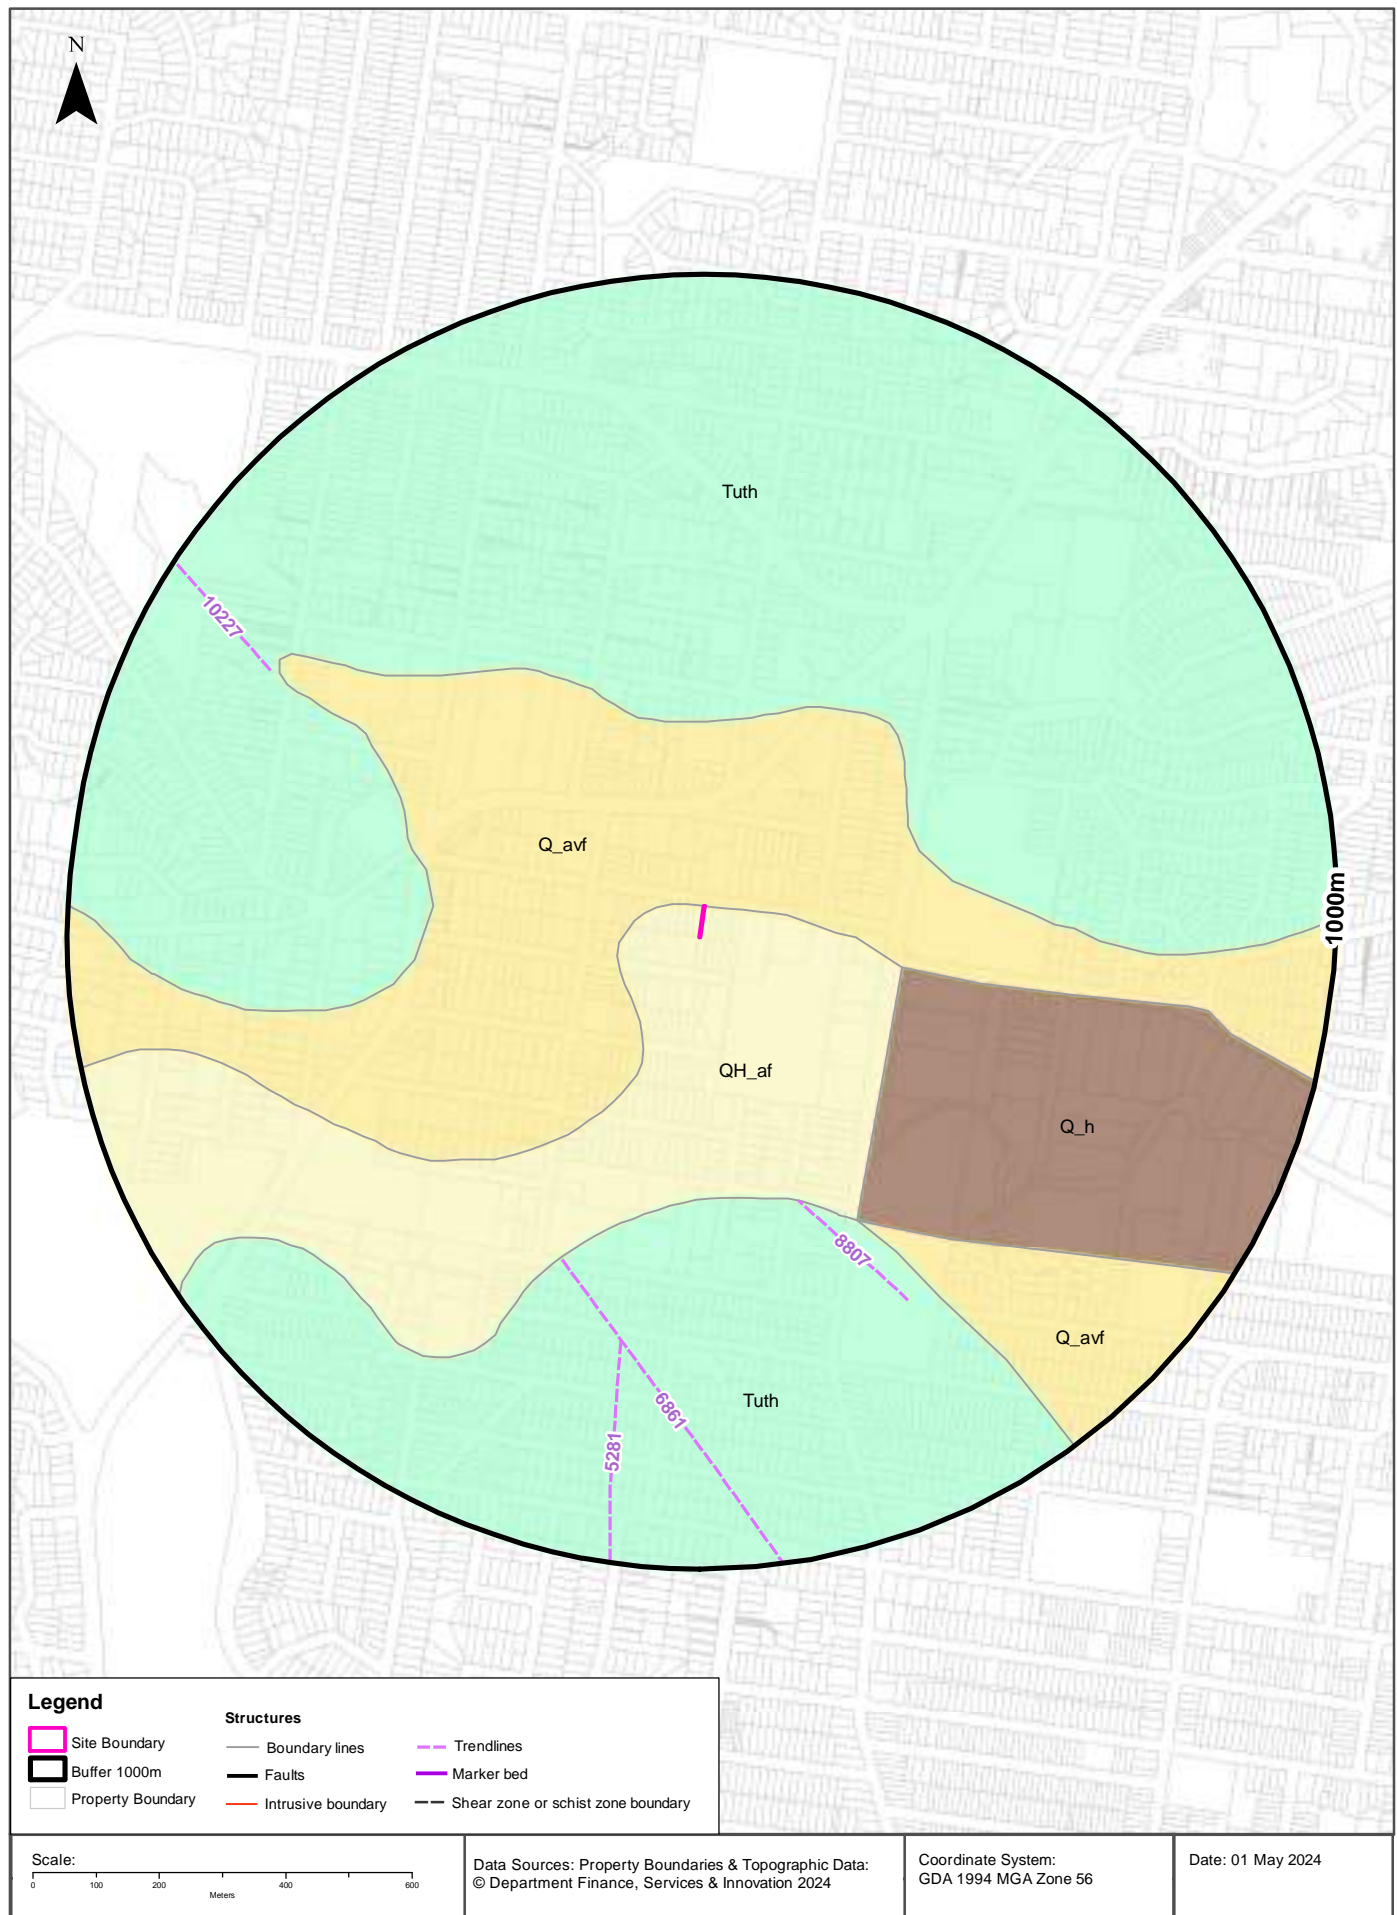 N
Tuth
10227
Q_avf
1000m
QH_af
Q_h
8807
Q_avf
6861
Tuth
5281
Legend
Site Boundary
Buffer 1000m
Property Boundary
Structures
Boundary lines
Faults
Intrusive boundary
Trendlines
Marker bed
Shear zone or schist zone boundary
Scale:
0 100 200 400 600
Meters
Data Sources: Property Boundaries & Topographic Data:
© Department Finance, Services & Innovation 2024
Coordinate System:
GDA 1994 MGA Zone 56
Date: 01 May 2024